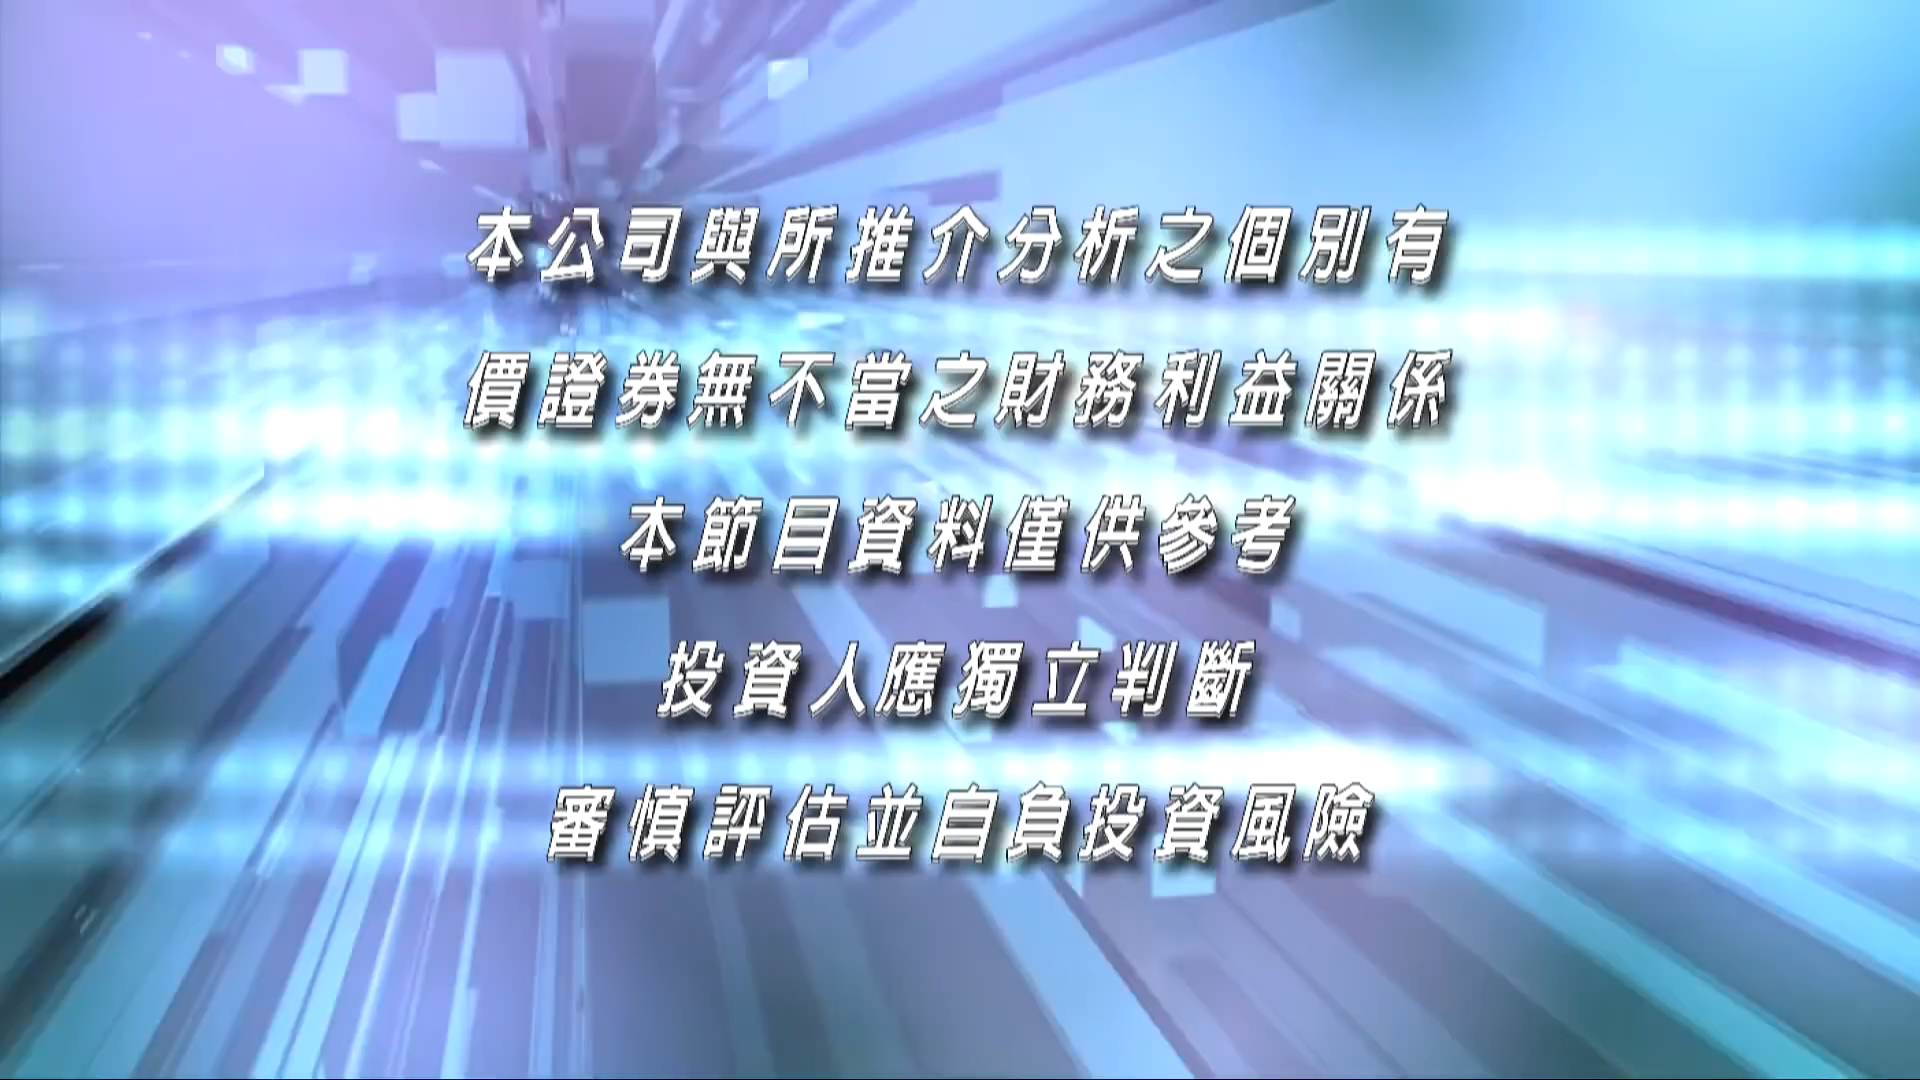 本公司與所推介分析之個別有
價證券無不當之財務利益關係
本節目資料僅供參考
投資人應獨立判斷
審慎評估並自負投資風險